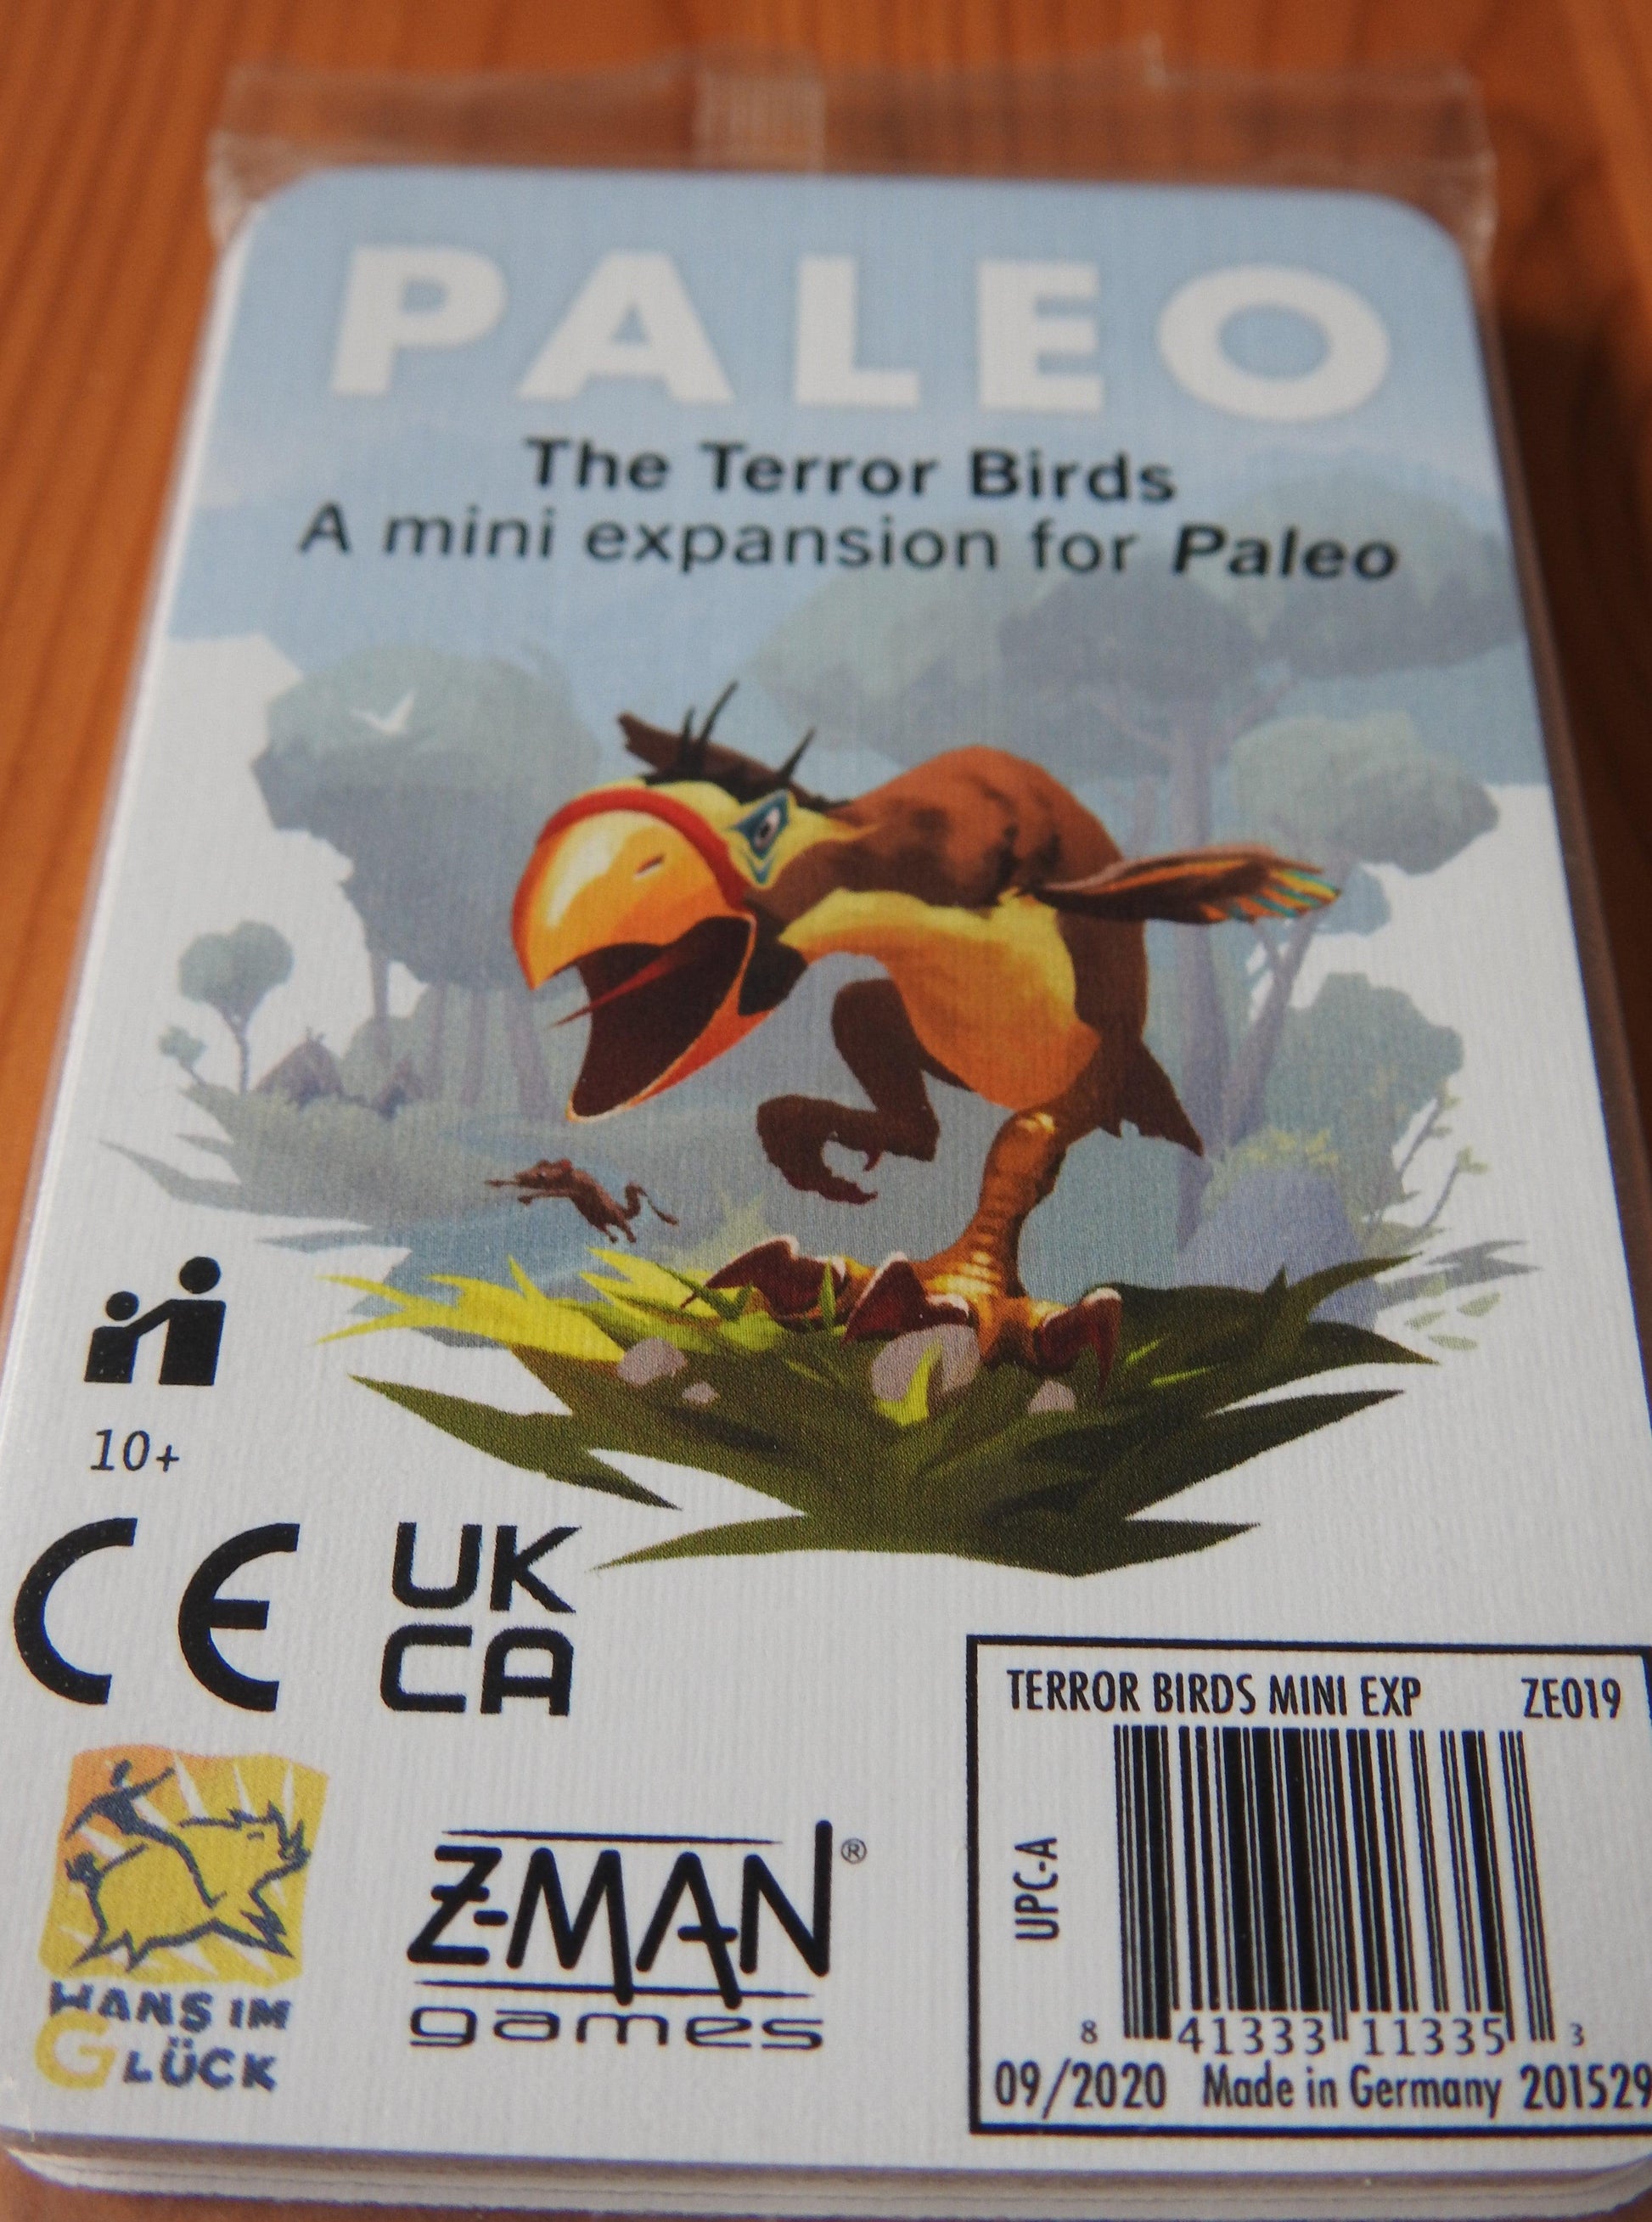 PALEO
The Terror Birds
A mini expansion for Paleo
10+
CE
UK
CA
HANS IM
GLÜCK
Z-MAN®
games
TERROR BIRDS MINI EXP ZE019
UPC-A
8 41333 11335 3
09/2020 Made in Germany 201529